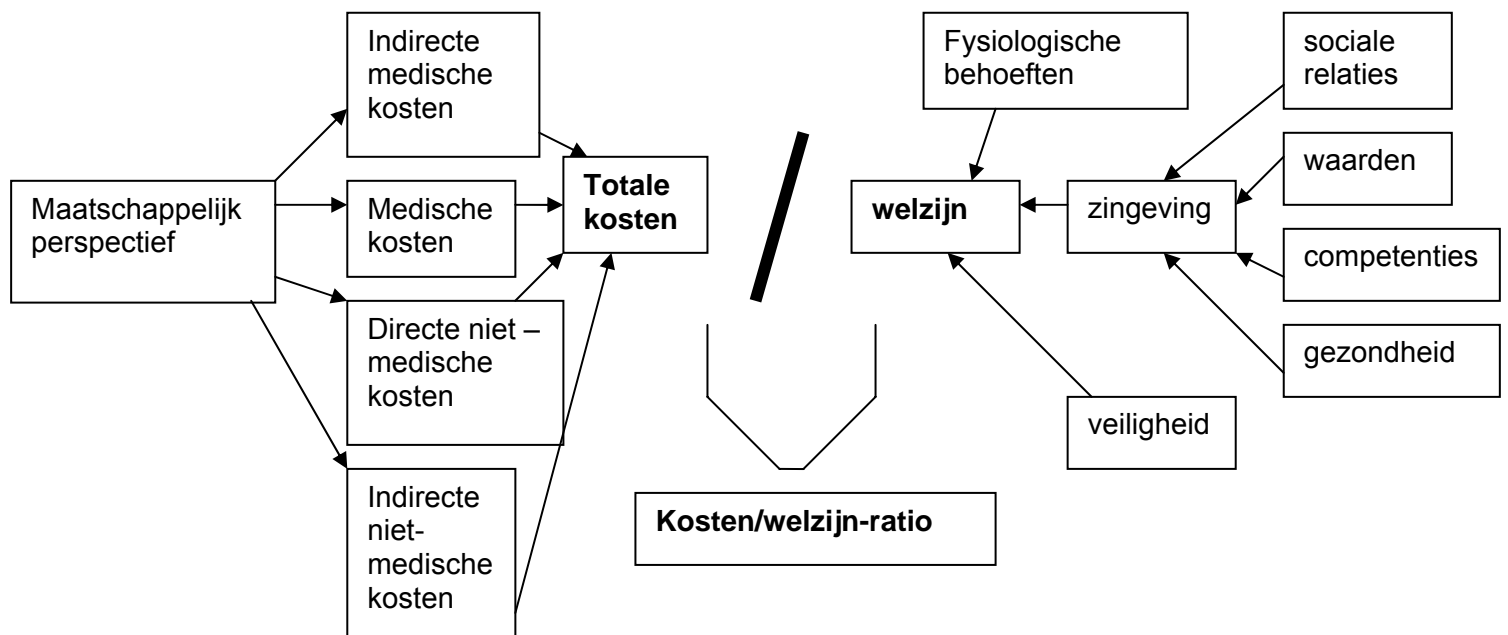 Maatschappelijk
perspectief
Indirecte
medische
kosten
Medische
kosten
Directe niet –
medische
kosten
Indirecte
niet-
medische
kosten
Totale
kosten
Fysiologische
behoeften
welzijn
zingeving
sociale
relaties
waarden
competenties
gezondheid
veiligheid
Kosten/welzijn-ratio